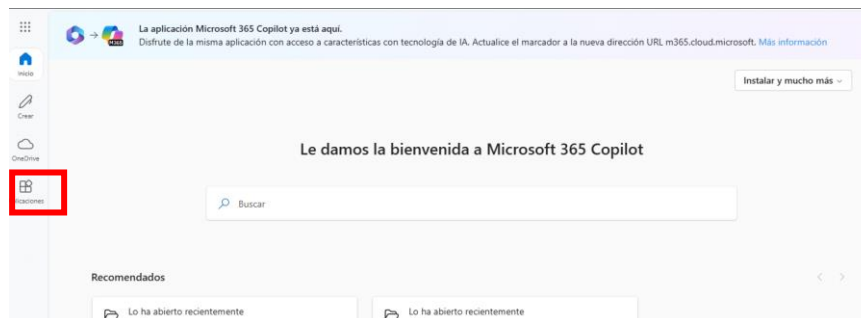 La aplicación Microsoft 365 Copilot ya está aquí.
M365
Disfrute de la misma aplicación con acceso a características con tecnología de IA. Actualice el marcador a la nueva dirección URL m365.cloud.microsoft. Más información
Inicio
Instalar y mucho más
Crear
OneDrive
Le damos la bienvenida a Microsoft 365 Copilot
Buscar
Recomendados
Lo ha abierto recientemente
Lo ha abierto recientemente